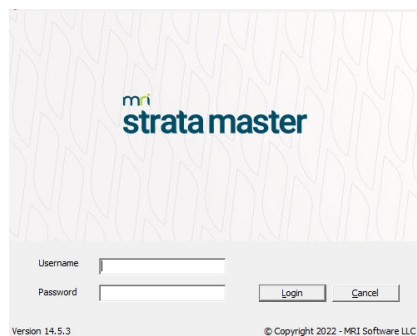 mri
strata master
Username
Password
Login Cancel
Version 14.5.3 © Copyright 2022 - MRI Software LLC